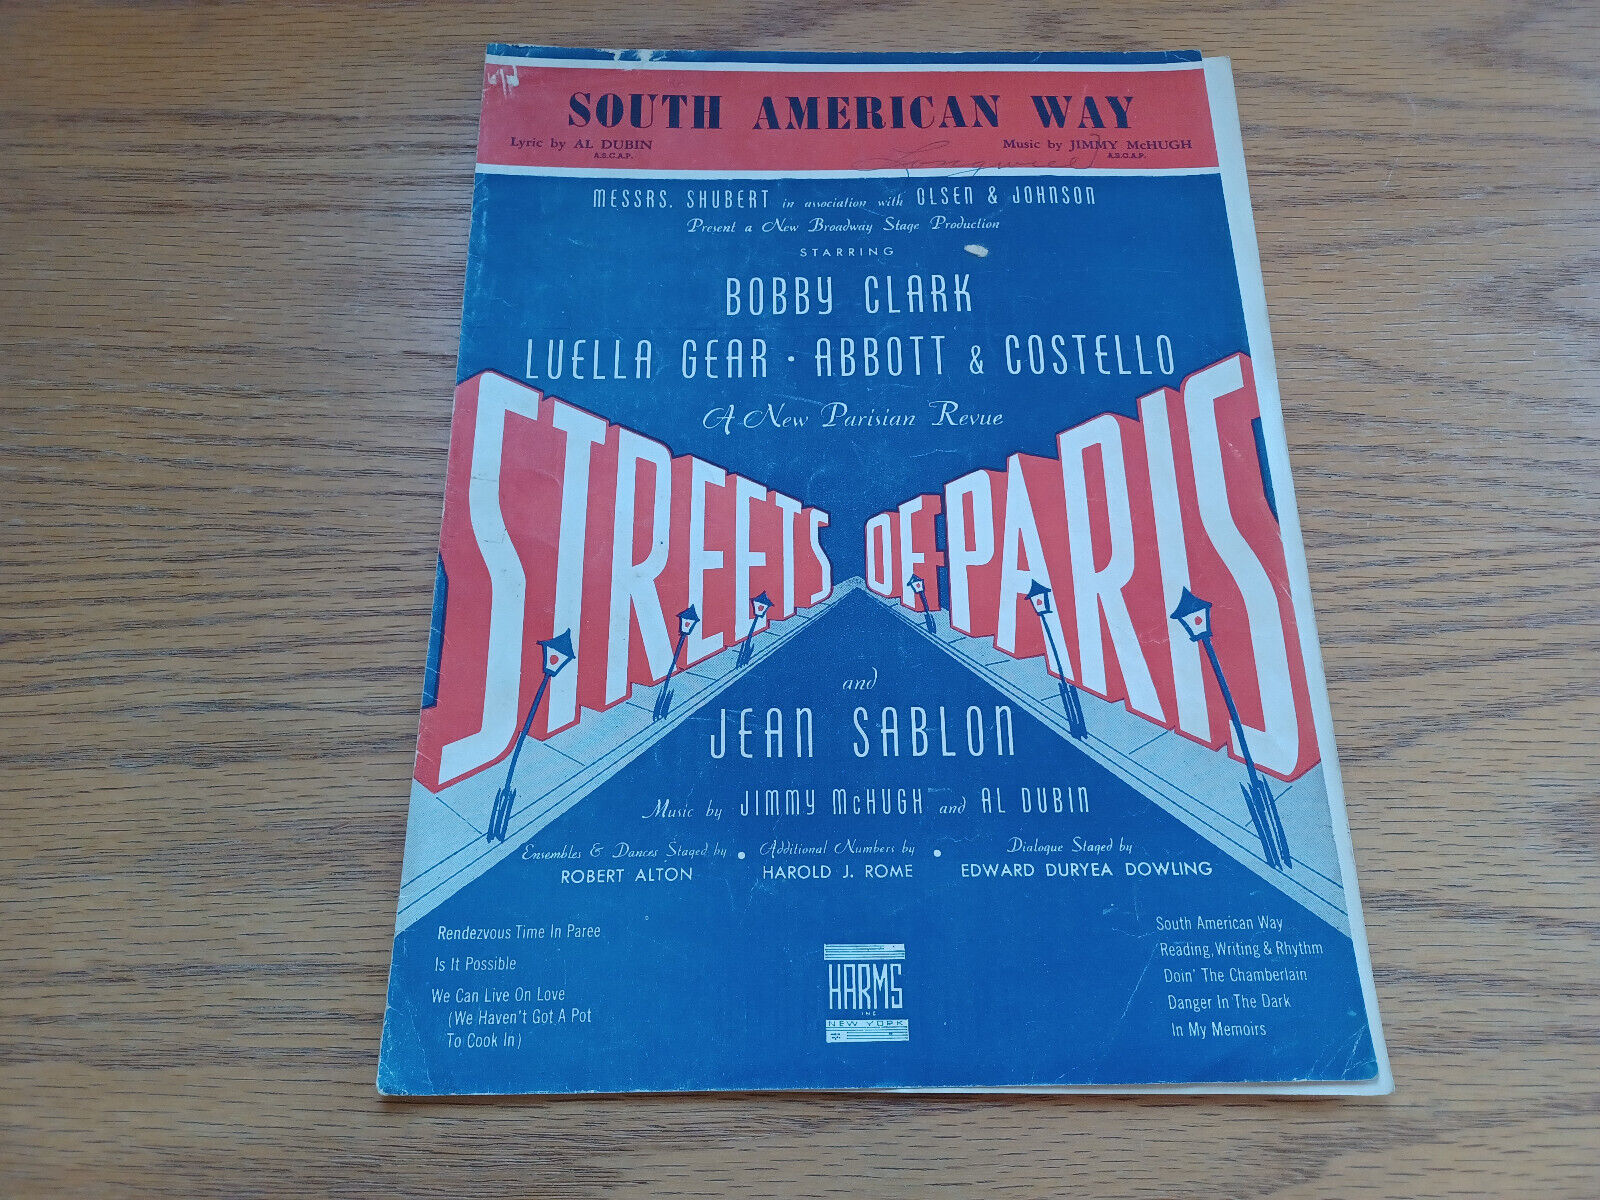 SOUTH AMERICAN WAY
Lyric by AL DUBIN
A.S.C.A.P.
Music by JIMMY McHUGH
A.S.C.A.P.
MESSRS. SHUBERT in association with OLSEN & JOHNSON
Present a New Broadway Stage Production
STARRING
BOBBY CLARK
LUELLA GEAR · ABBOTT & COSTELLO
A New Parisian Revue
STREETS OF PARIS
and
JEAN SABLON
Music by JIMMY McHUGH and AL DUBIN
Ensembles & Dances Staged by
ROBERT ALTON
•
Additional Numbers by
HAROLD J. ROME
•
Dialogue Staged by
EDWARD DURYEA DOWLING
Rendezvous Time In Paree
Is It Possible
We Can Live On Love
(We Haven't Got A Pot
To Cook In)
HARMS
INC
NEW YORK
South American Way
Reading, Writing & Rhythm
Doin' The Chamberlain
Danger In The Dark
In My Memoirs